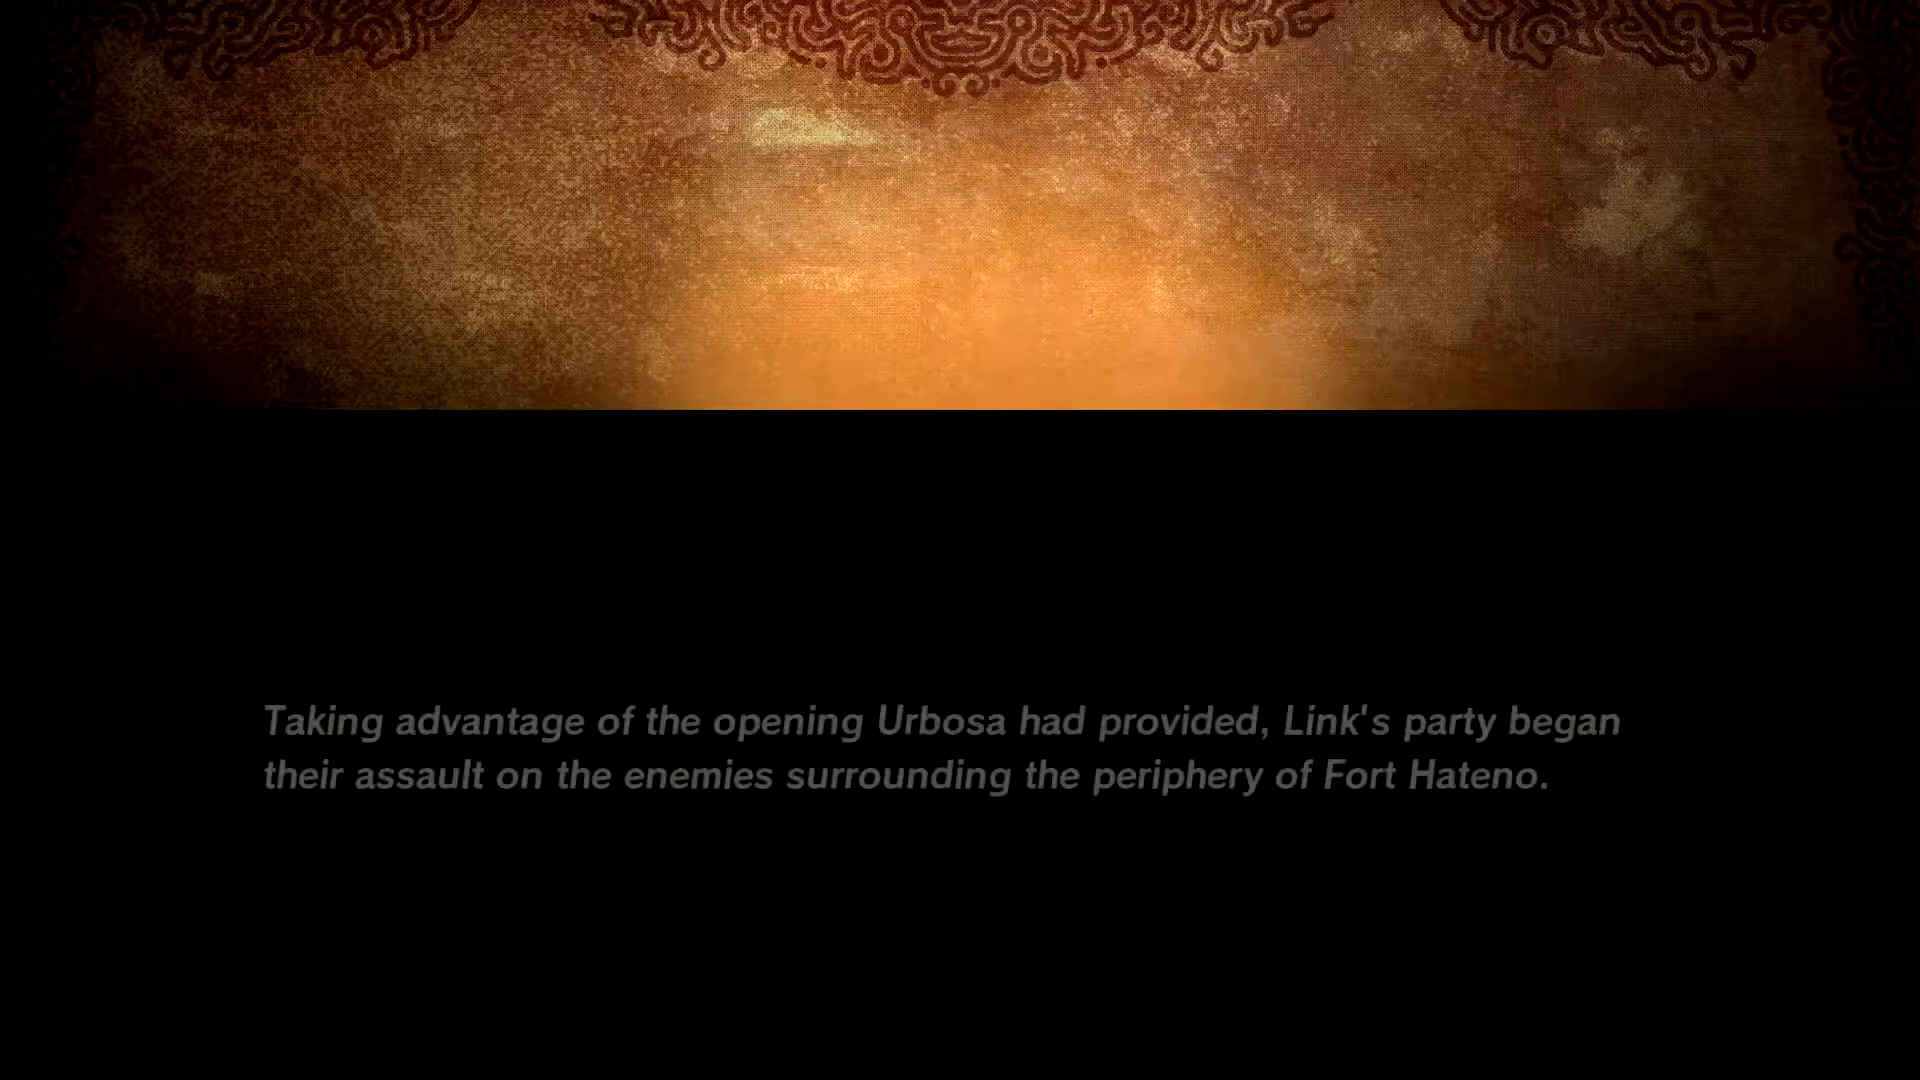 Taking advantage of the opening Urbosa had provided, Link's party began
their assault on the enemies surrounding the periphery of Fort Hateno.